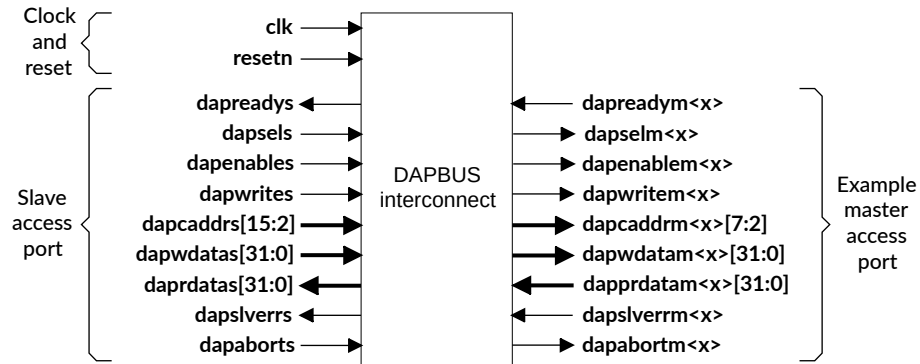 Clock
and
reset
clk
resetn
Slave
access
port
dapreadys
dapsels
dapenables
dapwrites
dapcaddrs[15:2]
dapwdatas[31:0]
daprdatas[31:0]
dapslverrs
dapaborts
DAPBUS
interconnect
dapreadym<x>
dapselm<x>
dapenablem<x>
dapwritem<x>
dapcaddrm<x>[7:2]
dapwdatam<x>[31:0]
dapprdatam<x>[31:0]
dapslverrm<x>
dapabortm<x>
Example
master
access
port